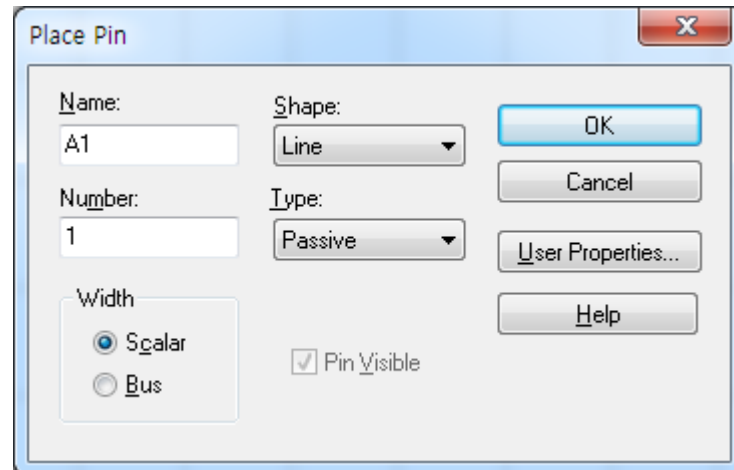 Place Pin
Name:
A1
Shape:
Line
OK
Cancel
Number:
1
Type:
Passive
User Properties...
Width
Scalar
Bus
Pin Visible
Help